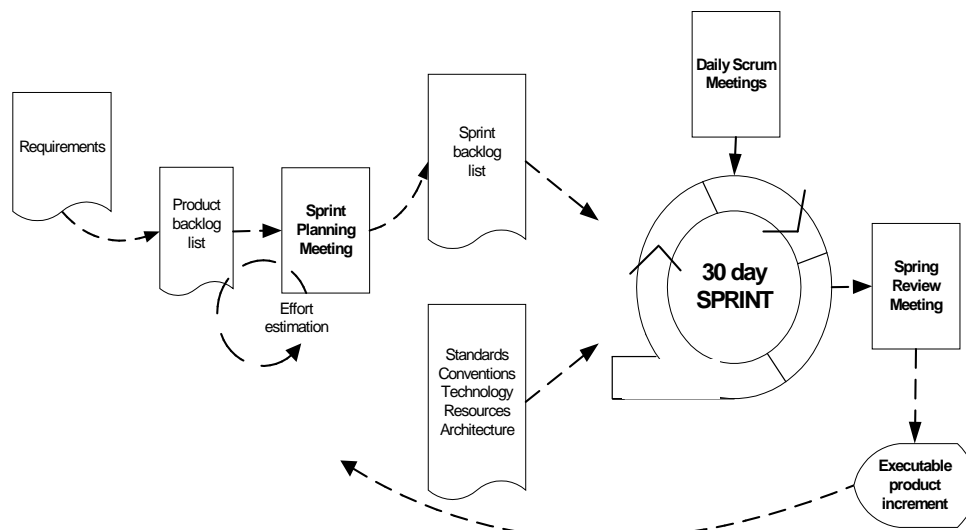 Requirements
Product
backlog
list
Sprint
Planning
Meeting
Effort
estimation
Sprint
backlog
list
Standards
Conventions
Technology
Resources
Architecture
Daily Scrum
Meetings
30 day
SPRINT
Spring
Review
Meeting
Executable
product
increment